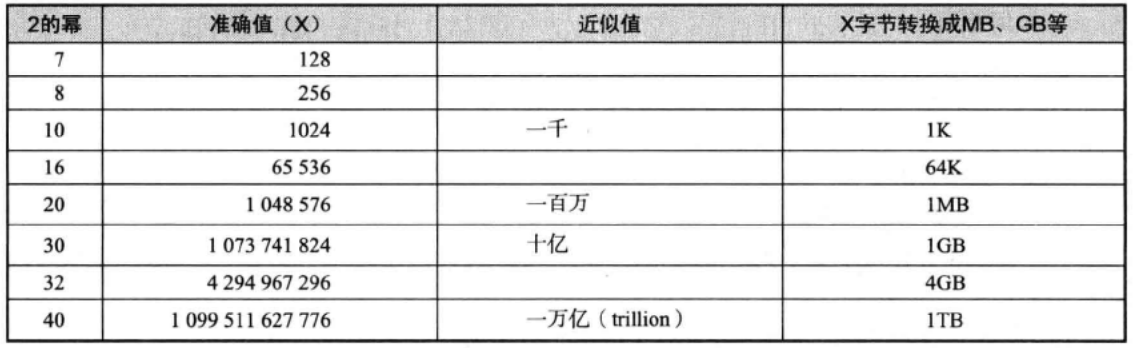 2的幂 准确值（X） 近似值 X字节转换成MB、GB等
7 128
8 256
10 1024 一千 1K
16 65 536 64K
20 1 048 576 一百万 1MB
30 1 073 741 824 十亿 1GB
32 4 294 967 296 4GB
40 1 099 511 627 776 一万亿（trillion） 1TB